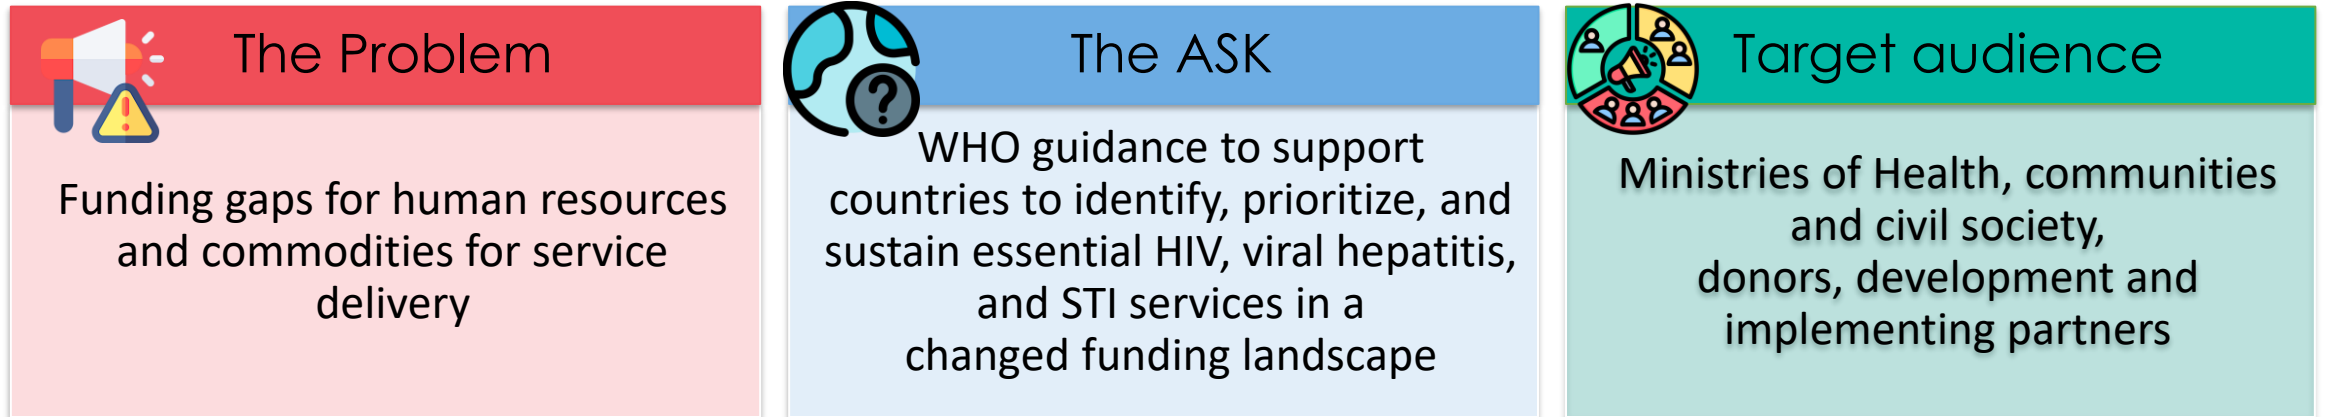 The Problem
Funding gaps for human resources
and commodities for service
delivery
The ASK
WHO guidance to support
countries to identify, prioritize, and
sustain essential HIV, viral hepatitis,
and STI services in a
changed funding landscape
Target audience
Ministries of Health, communities
and civil society,
donors, development and
implementing partners